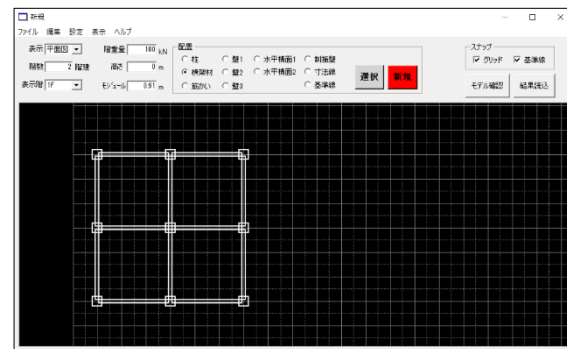 新規
ファイル 編集 設定 表示 ヘルプ
表示 平面図 階重量 180 kN 配置 スナップ
柱 壁1 水平構面1 制振壁 グリッド 基準線
階数 2 階建 高さ 0 m 横架材 壁2 水平構面2 寸法線 選択 新規
表示階 1F モジュール 0.91 m 筋かい 壁3 基準線 モデル確認 結果読込